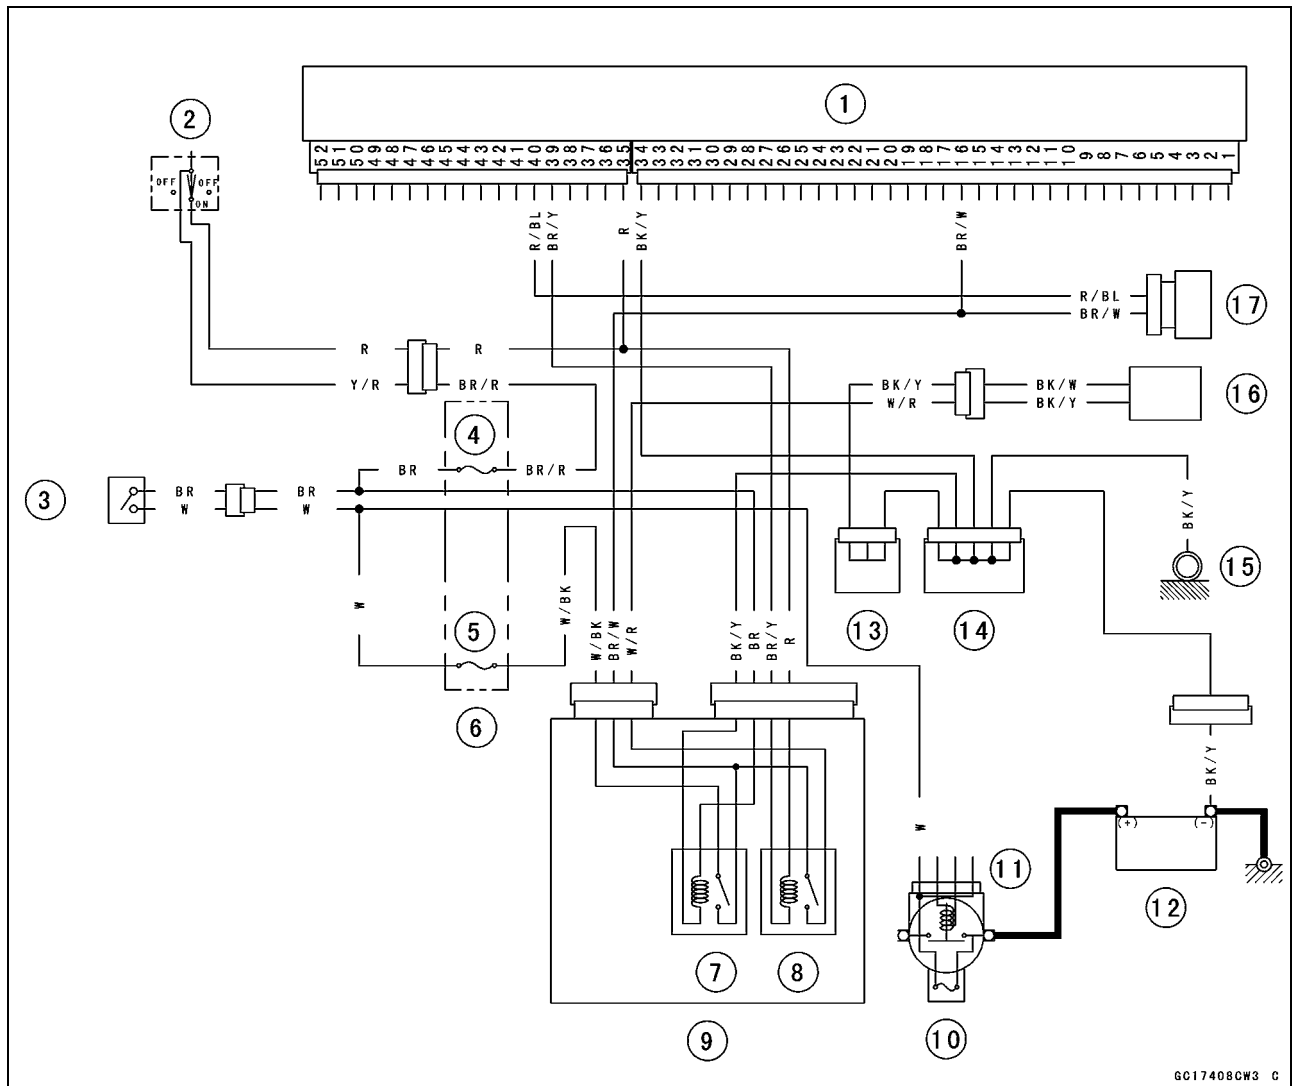 1
2
52 51 50 49 48 47 46 45 44 43 42 41 40 39 38 37 36 35 34 33 32 31 30 29 28 27 26 25 24 23 22 21 20 19 18 17 16 15 14 13 12 11 10 9 8 7 6 5 4 3 2 1
OFF OFF
ON
R/BL BR/Y R BK/Y BR/W
R/BL
BR/W
17
R R
Y/R BR/R
BK/Y BK/W
W/R BK/Y
16
4
BR BR/R
3
BR BR
W W
BK/Y
15
W
5
W/BK
W/BK BR/W W/R BK/Y BR BR/Y R
13
14
6
BK/Y
W
(+) (-)
11
12
7
8
9
10
GC17408CW3 C